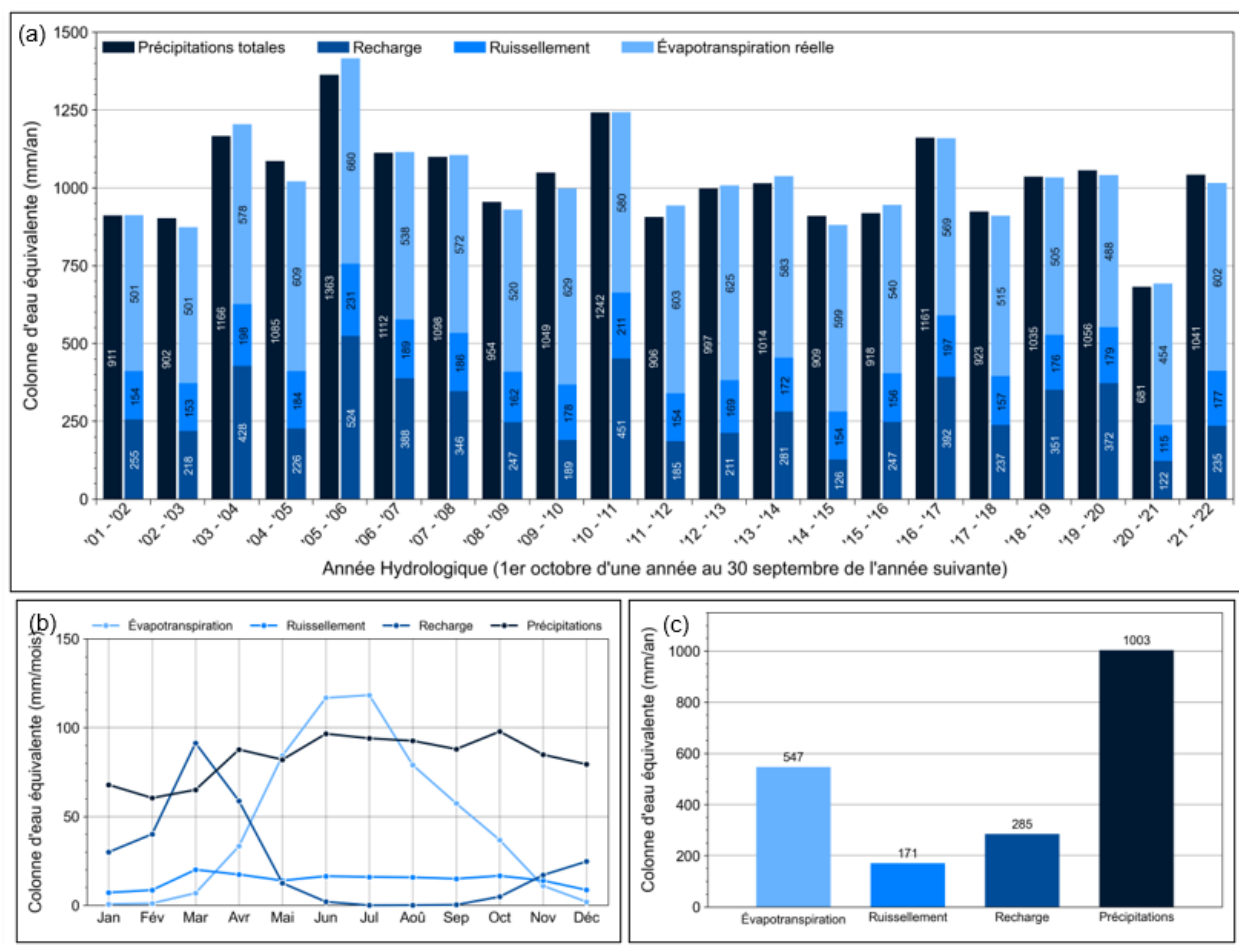 (a)
Précipitations totales Recharge Ruissellement Évapotranspiration réelle
Colonne d'eau équivalente (mm/an)
1500
1250
1000
750
500
250
0
911 255 154 501
902 218 153 501
1166 428 198 578
1085 226 184 609
1363 524 231 660
1112 388 189 538
1098 346 186 572
954 247 162 520
1049 189 178 629
1242 451 211 580
906 185 154 603
997 211 169 625
1014 281 172 583
909 126 154 599
918 247 156 540
1161 392 197 569
923 237 157 515
1035 351 176 505
1056 372 179 488
681 122 115 454
1041 235 177 602
'01 - '02 '02 - '03 '03 - '04 '04 - '05 '05 - '06 '06 - '07 '07 - '08 '08 - '09 '09 - '10 '10 - '11 '11 - '12 '12 - '13 '13 - '14 '14 - '15 '15 - '16 '16 - '17 '17 - '18 '18 - '19 '19 - '20 '20 - '21 '21 - '22
Année Hydrologique (1er octobre d'une année au 30 septembre de l'année suivante)
(b)
Évapotranspiration Ruissellement Recharge Précipitations
Colonne d'eau équivalente (mm/mois)
150
100
50
0
Jan Fév Mar Avr Mai Jun Jul Aoû Sep Oct Nov Déc
(c)
Colonne d'eau équivalente (mm/an)
1000
800
600
400
200
0
547
171
285
1003
Évapotranspiration Ruissellement Recharge Précipitations